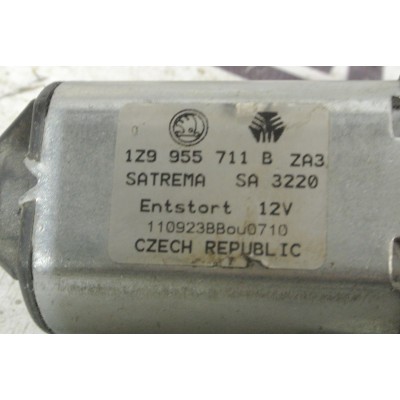 1Z9 955 711 B ZA3
SATREMA SA 3220
Entstort 12V
110923BBou0710
CZECH REPUBLIC